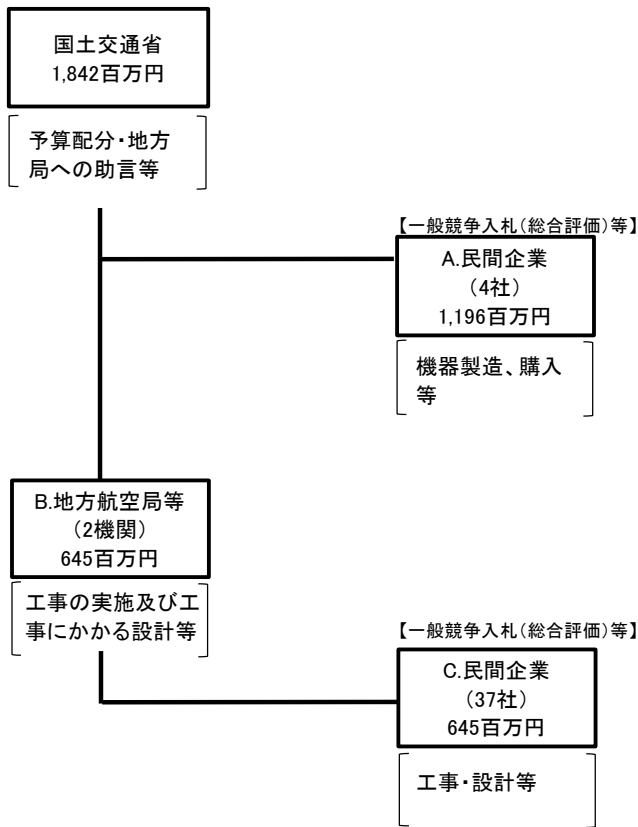 国土交通省
1,842百万円
予算配分・地方
局への助言等
【一般競争入札(総合評価)等】
A.民間企業
(4社)
1,196百万円
機器製造、購入
等
B.地方航空局等
(2機関)
645百万円
工事の実施及び工
事にかかる設計等
【一般競争入札(総合評価)等】
C.民間企業
(37社)
645百万円
工事・設計等